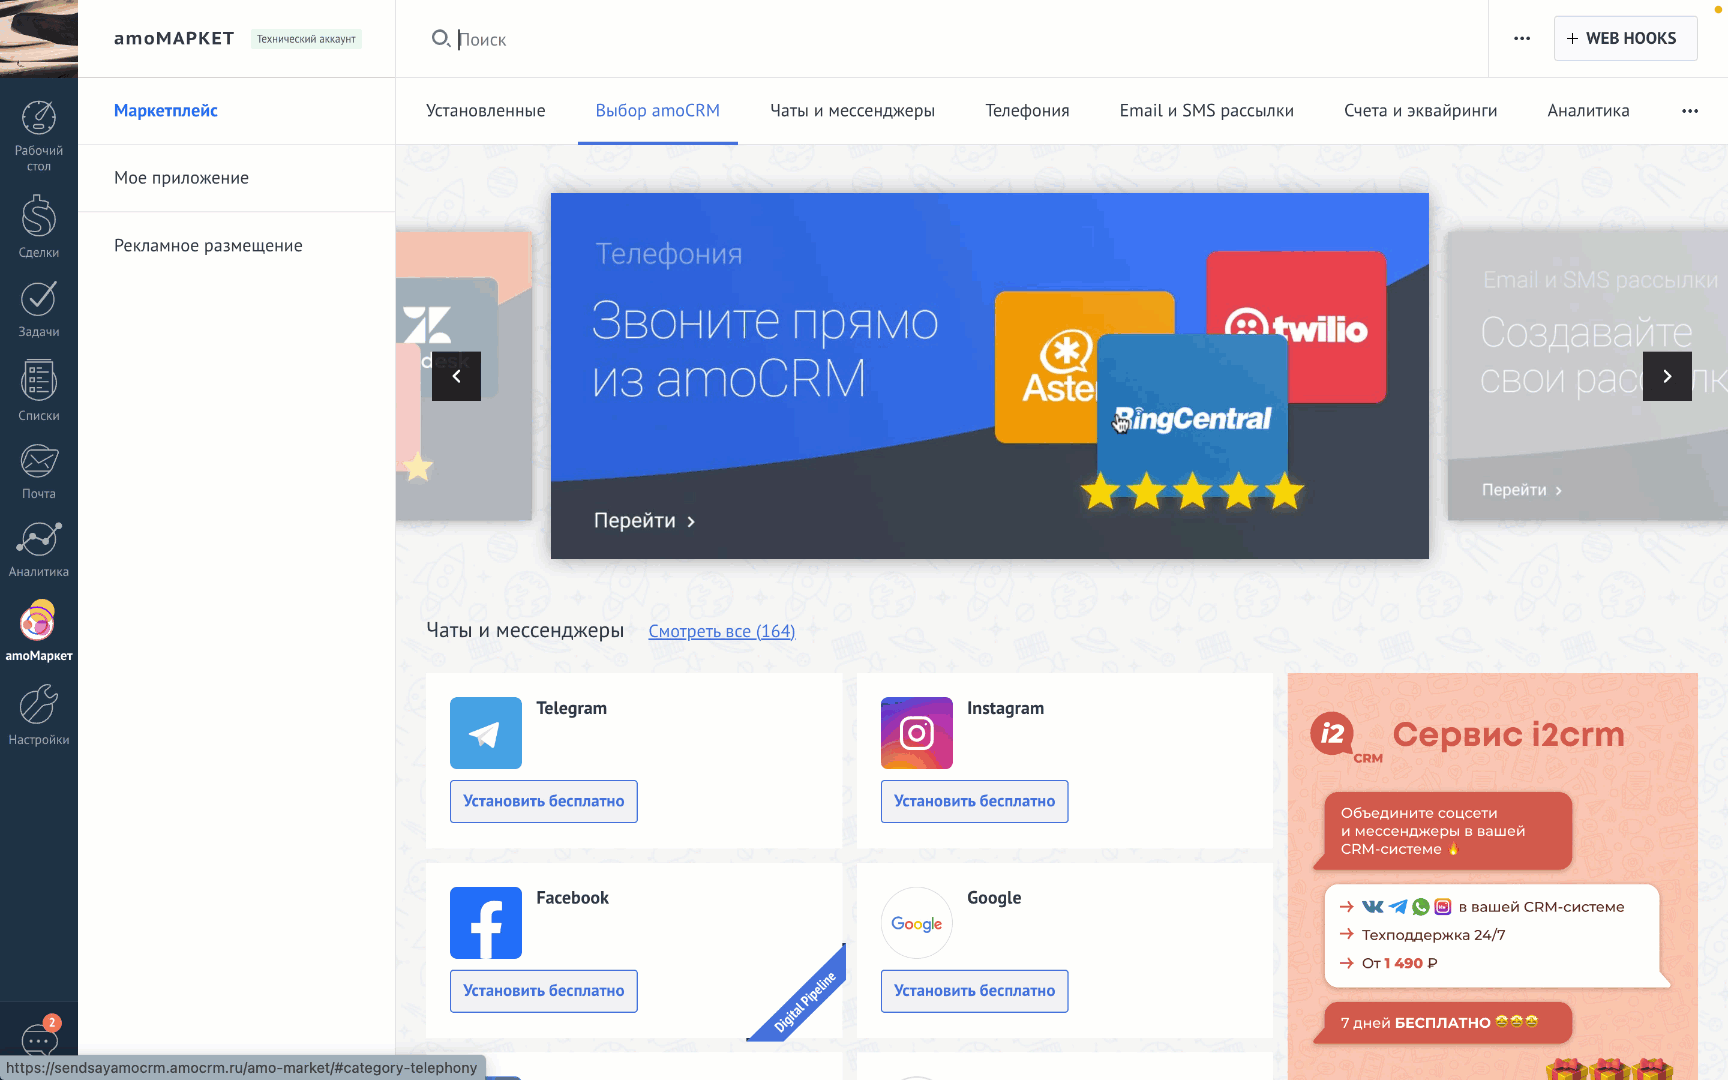 amoМАРКЕТ
Технический аккаунт
Поиск
WEB HOOKS
Рабочий
стол
Сделки
Задачи
Списки
Почта
Аналитика
amoМаркет
Настройки
2
Маркетплейс
Мое приложение
Рекламное размещение
Установленные
Выбор amoCRM
Чаты и мессенджеры
Телефония
Email и SMS рассылки
Счета и эквайринги
Аналитика
Телефония
Звоните прямо
из amoCRM
Перейти
twilio
RingCentral
Email и SMS рассылки
Создавайте
свои
Перейти
Чаты и мессенджеры
Смотреть все (164)
Telegram
Установить бесплатно
Instagram
Установить бесплатно
Facebook
Установить бесплатно
Digital Pipeline
Google
Google
Установить бесплатно
i2
CRM
Сервис i2crm
Объедините соцсети
и мессенджеры в вашей
CRM-системе
в вашей CRM-системе
Техподдержка 24/7
От 1 490 ₽
7 дней БЕСПЛАТНО
https://sendsayamocrm.amocrm.ru/amo-market/#category-telephony